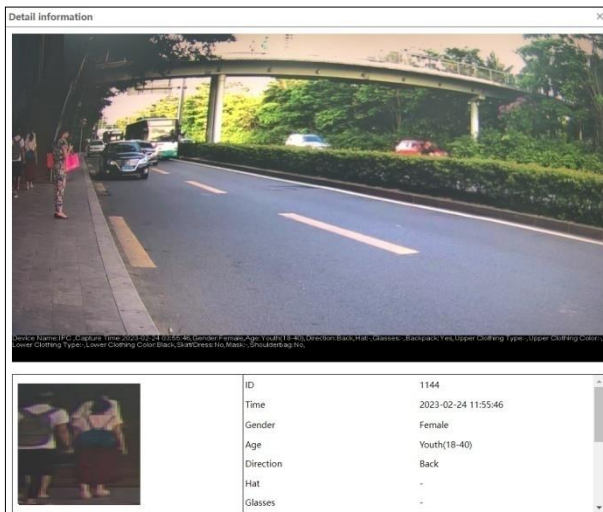 Detail information ×
Device Name:IPC ,Capture Time:2023-02-24 03:55:46,Gender:Female,Age:Youth(18-40),Direction:Back,Hat:-,Glasses:-,Backpack:Yes,Upper Clothing Type:-,Upper Clothing Color:-,
Lower Clothing Type:-,Lower Clothing Color:Black,Skirt/Dress:No,Mask:-,Shoulderbag:No,
ID 1144
Time 2023-02-24 11:55:46
Gender Female
Age Youth(18-40)
Direction Back
Hat -
Glasses -